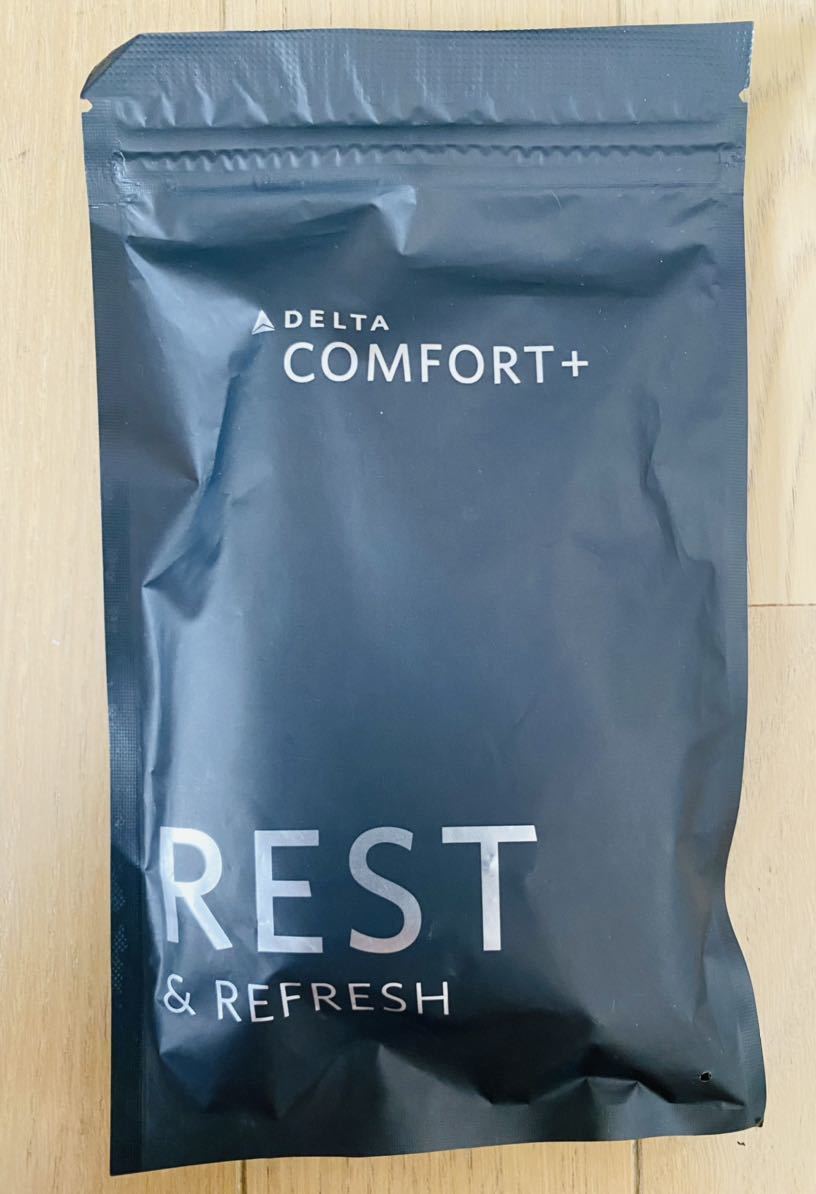 DELTA
COMFORT+
REST
& REFRESH